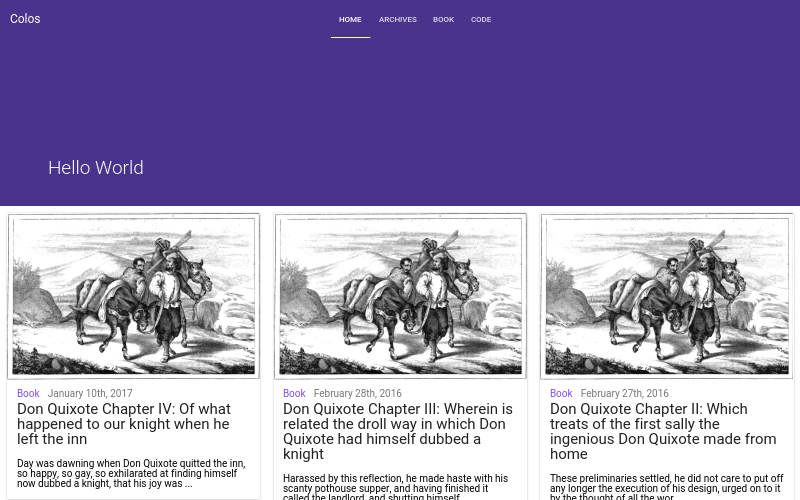 Colos
HOME ARCHIVES BOOK CODE
Hello World
Book January 10th, 2017
Don Quixote Chapter IV: Of what
happened to our knight when he
left the inn
Day was dawning when Don Quixote quitted the inn,
so happy, so gay, so exhilarated at finding himself
now dubbed a knight, that his joy was ...
Book February 28th, 2016
Don Quixote Chapter III: Wherein is
related the droll way in which Don
Quixote had himself dubbed a
knight
Harassed by this reflection, he made haste with his
scanty pothouse supper, and having finished it
called the landlord, and shutting himself
Book February 27th, 2016
Don Quixote Chapter II: Which
treats of the first sally the
ingenious Don Quixote made from
home
These preliminaries settled, he did not care to put off
any longer the execution of his design, urged on to it
by the thought of all the wor